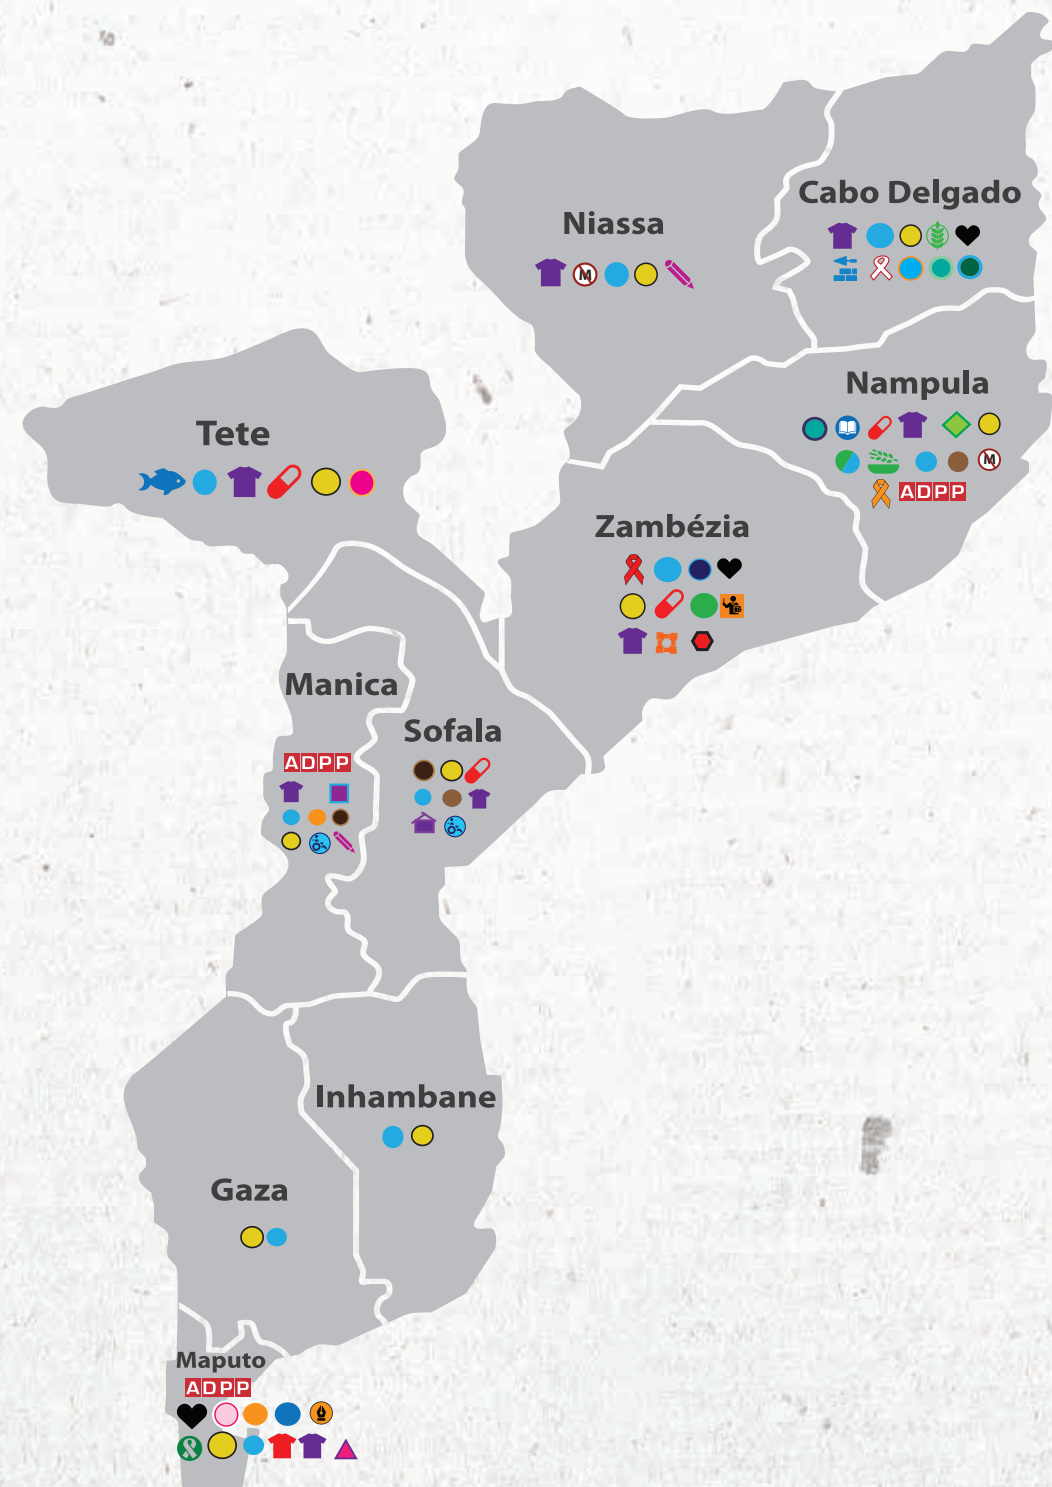 Cabo Delgado
Niassa
M
Nampula
M
ADPP
Tete
Zambézia
Manica
ADPP
Sofala
Inhambane
Gaza
Maputo
ADPP